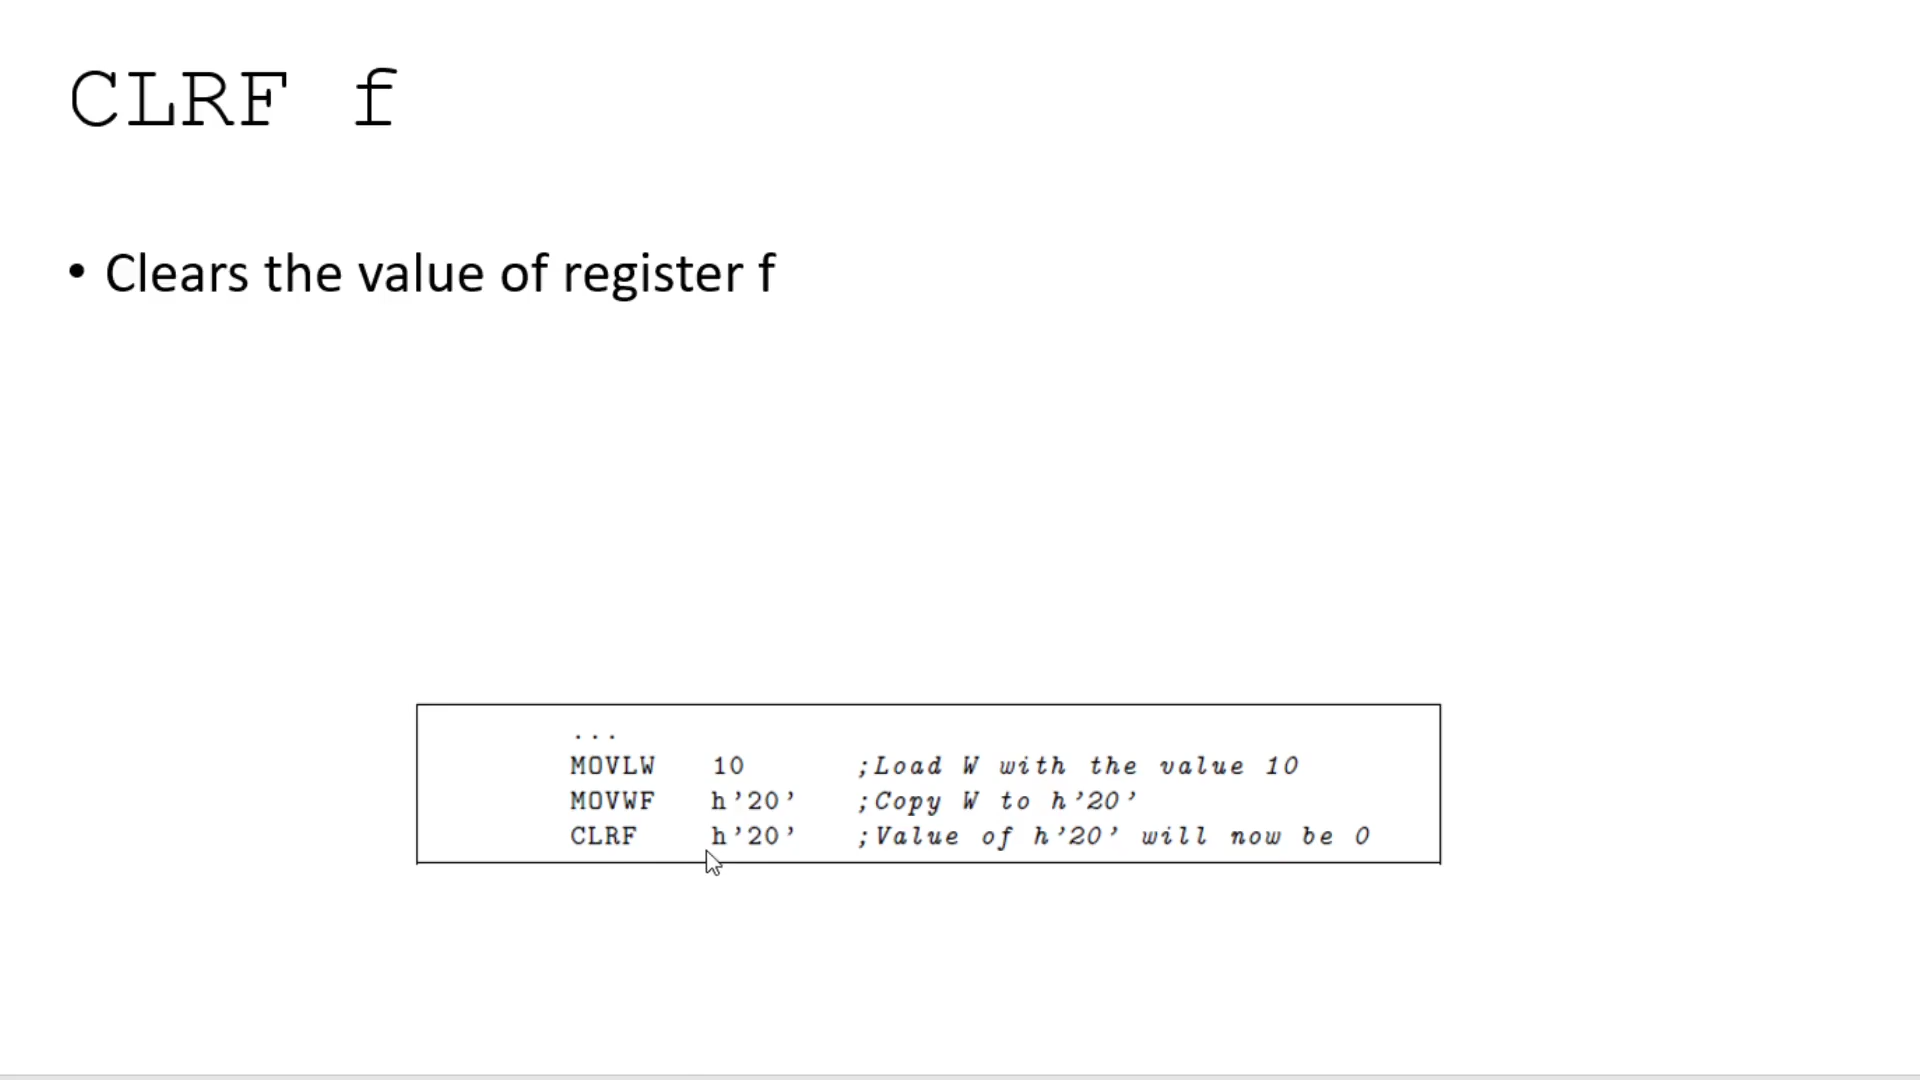 CLRF f
• Clears the value of register f
...
MOVLW 10 ;Load W with the value 10
MOVWF h’20’ ;Copy W to h’20’
CLRF h’20’ ;Value of h’20’ will now be 0